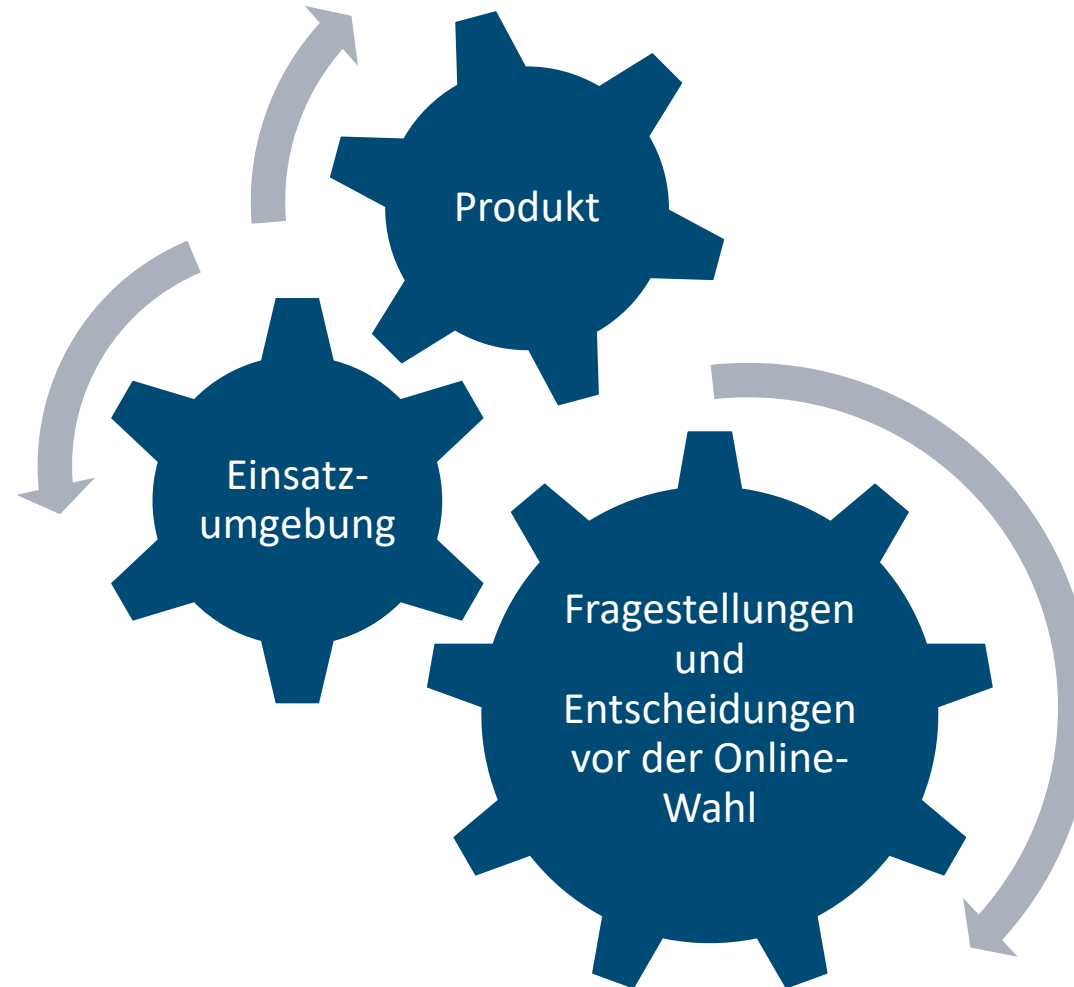 Produkt
Einsatz-
umgebung
Fragestellungen
und
Entscheidungen
vor der Online-
Wahl